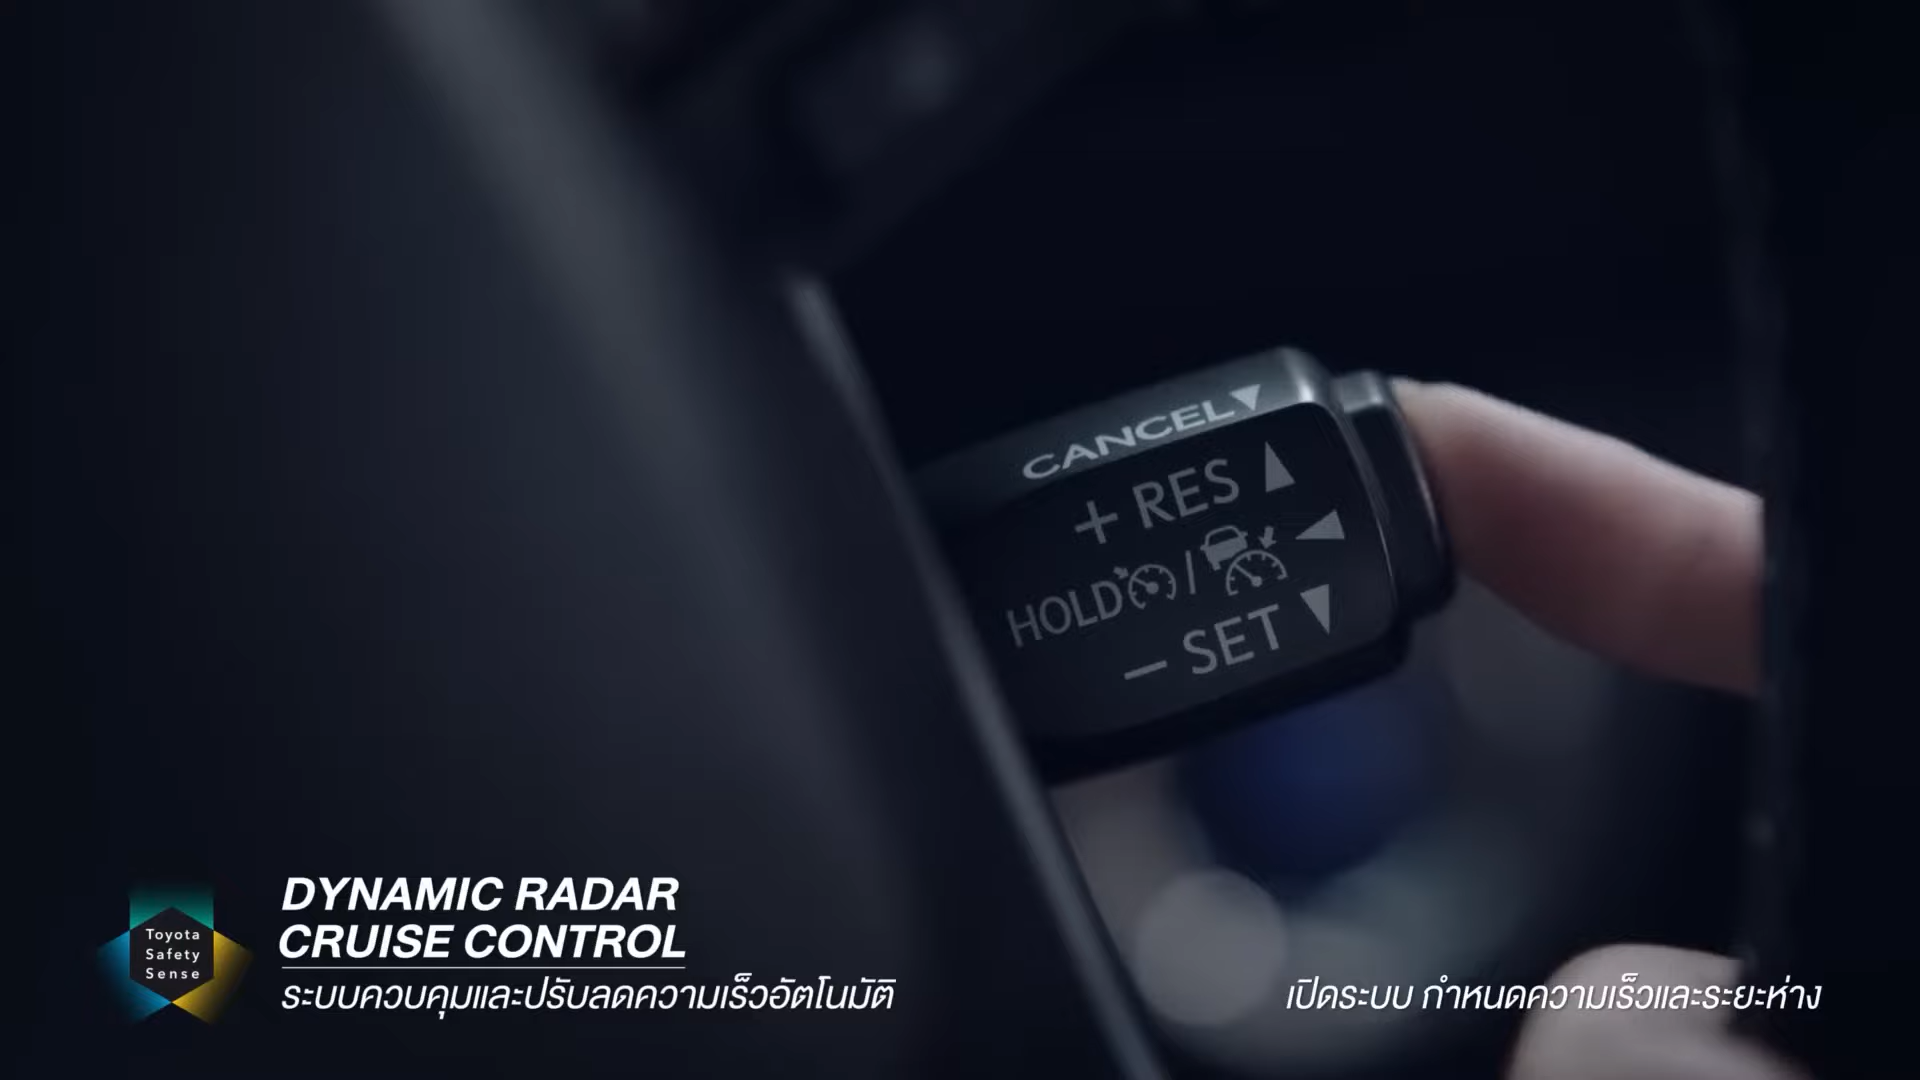 CANCEL
+ RES
HOLD /
− SET
Toyota
Safety
Sense
DYNAMIC RADAR
CRUISE CONTROL
ระบบควบคุมและปรับลดความเร็วอัตโนมัติ
เปิดระบบ กำหนดความเร็วและระยะห่าง